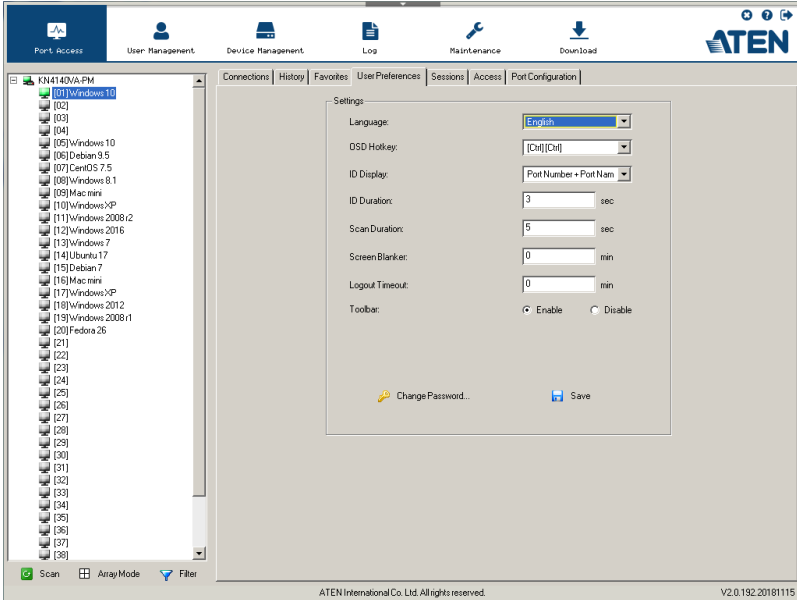 Port Access
User Management
Device Management
Log
Maintenance
Download
ATEN
KN4140VA-PM
[01]Windows 10
[02]
[03]
[04]
[05]Windows 10
[06]Debian 9.5
[07]CentOS 7.5
[08]Windows 8.1
[09]Mac mini
[10]WindowsXP
[11]Windows 2008 r2
[12]Windows 2016
[13]Windows 7
[14]Ubuntu 17
[15]Debian 7
[16]Mac mini
[17]WindowsXP
[18]Windows 2012
[19]Windows 2008 r1
[20]Fedora 26
[21]
[22]
[23]
[24]
[25]
[26]
[27]
[28]
[29]
[30]
[31]
[32]
[33]
[34]
[35]
[36]
[37]
[38]
Scan Array Mode Filter
Connections History Favorites User Preferences Sessions Access Port Configuration
Settings
Language: English
OSD Hotkey: [Ctrl][Ctrl]
ID Display: Port Number + Port Nam
ID Duration: 3 sec
Scan Duration: 5 sec
Screen Blanker: 0 min
Logout Timeout: 0 min
Toolbar: Enable Disable
Change Password... Save
ATEN International Co. Ltd. All rights reserved.
V2.0.192.20181115